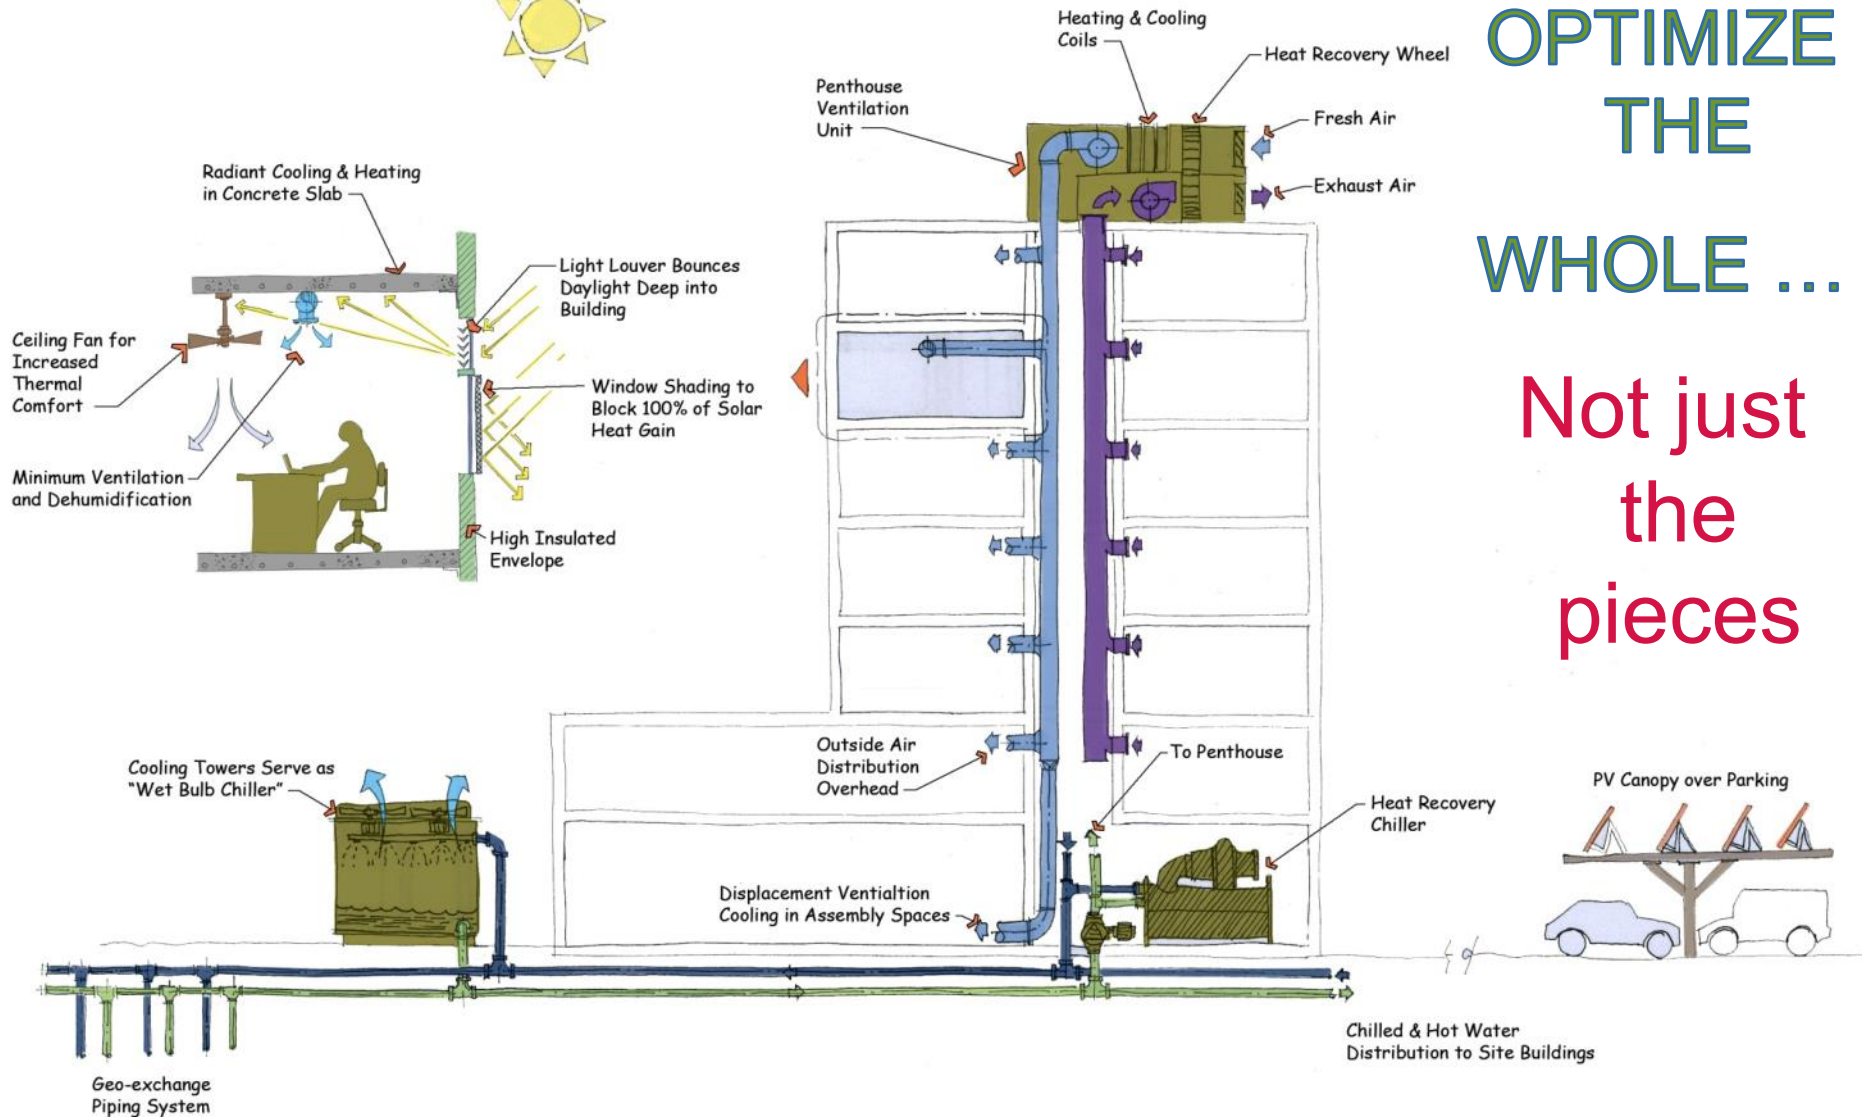 OPTIMIZE
THE
WHOLE ...
Not just
the
pieces
Heating & Cooling
Coils
Heat Recovery Wheel
Penthouse
Ventilation
Unit
Fresh Air
Exhaust Air
Radiant Cooling & Heating
in Concrete Slab
Light Louver Bounces
Daylight Deep into
Building
Ceiling Fan for
Increased
Thermal
Comfort
Window Shading to
Block 100% of Solar
Heat Gain
Minimum Ventilation
and Dehumidification
High Insulated
Envelope
Outside Air
Distribution
Overhead
To Penthouse
Cooling Towers Serve as
"Wet Bulb Chiller"
PV Canopy over Parking
Heat Recovery
Chiller
Displacement Ventialtion
Cooling in Assembly Spaces
Chilled & Hot Water
Distribution to Site Buildings
Geo-exchange
Piping System